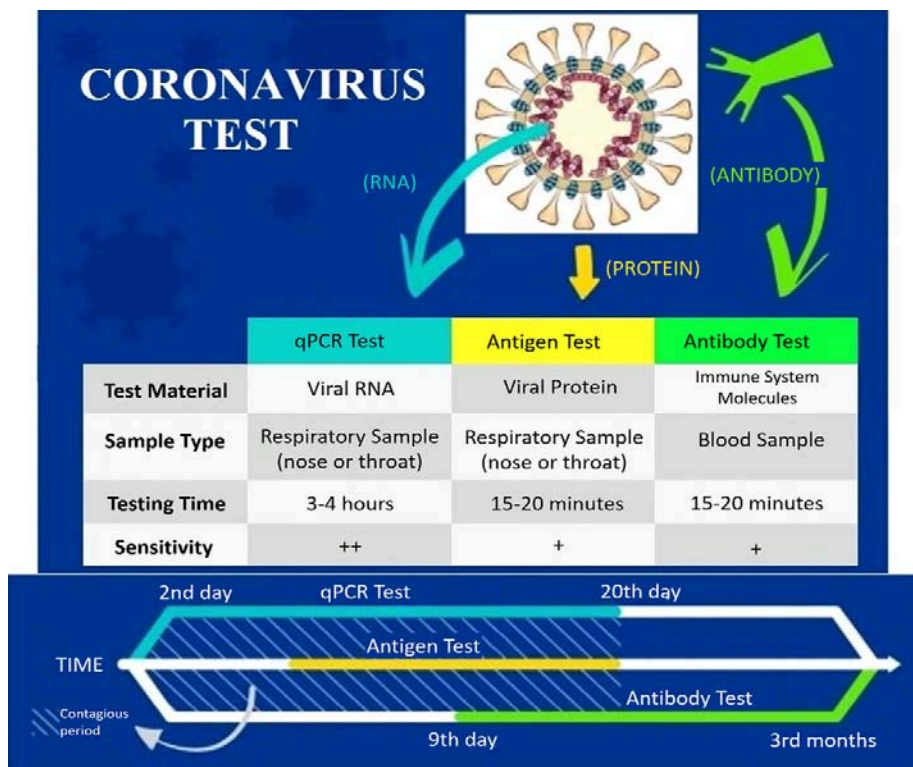 CORONAVIRUS
TEST
(RNA)
(ANTIBODY)
(PROTEIN)
qPCR Test Antigen Test Antibody Test
Test Material Viral RNA Viral Protein Immune System
Molecules
Sample Type Respiratory Sample Respiratory Sample Blood Sample
(nose or throat) (nose or throat)
Testing Time 3-4 hours 15-20 minutes 15-20 minutes
Sensitivity ++ + +
2nd day qPCR Test 20th day
Antigen Test
TIME
Antibody Test
Contagious
period
9th day 3rd months